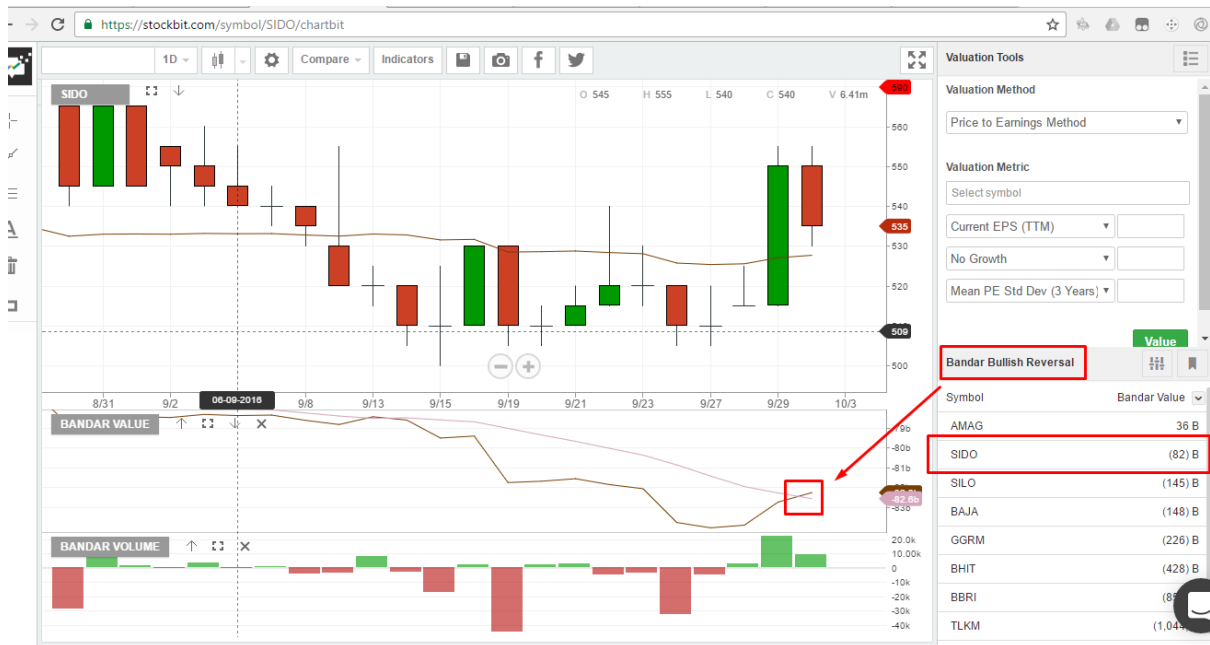 https://stockbit.com/symbol/SIDO/chartbit
1D
Compare
Indicators
f
SIDO
O 545 H 555 L 540 C 540 V 6.41m
590
560
550
540
535
530
520
509
500
8/31 9/2 06-09-2016 9/8 9/13 9/15 9/19 9/21 9/23 9/27 9/29 10/3
BANDAR VALUE
-79b
-80b
-81b
-82.6b
-83b
BANDAR VOLUME
20.0k
10.00k
0
-10k
-20k
-30k
-40k
Valuation Tools
Valuation Method
Price to Earnings Method
Valuation Metric
Select symbol
Current EPS (TTM)
No Growth
Mean PE Std Dev (3 Years)
Value
Bandar Bullish Reversal
Symbol Bandar Value
AMAG 36 B
SIDO (82) B
SILO (145) B
BAJA (148) B
GGRM (226) B
BHIT (428) B
BBRI
TLKM